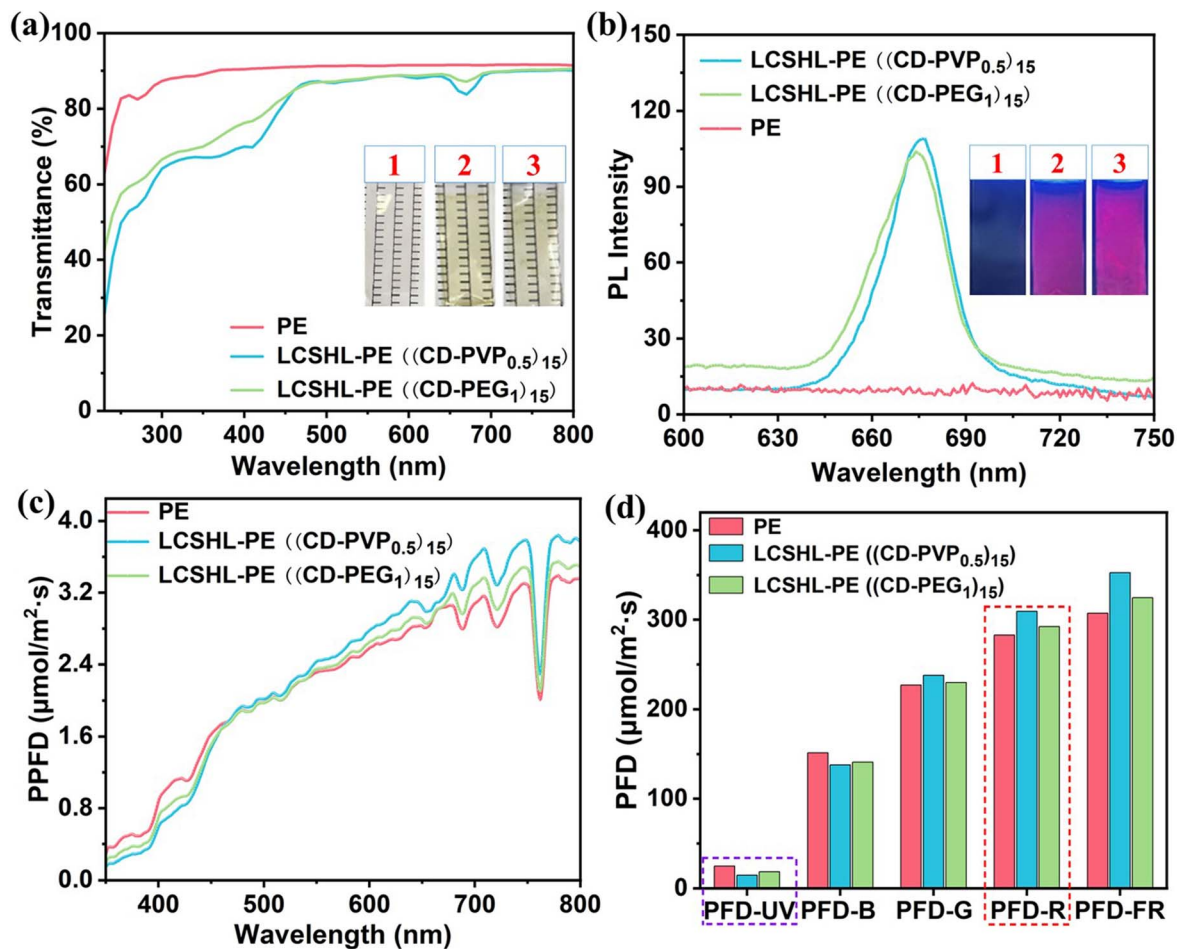 (a)
100
80
60
40
20
0
Transmittance (%)
1 2 3
PE
LCSHL-PE ((CD-PVP0.5)15)
LCSHL-PE ((CD-PEG1)15)
300 400 500 600 700 800
Wavelength (nm)
(b)
150
120
90
60
30
0
PL Intensity
LCSHL-PE ((CD-PVP0.5)15
LCSHL-PE ((CD-PEG1)15)
PE
1 2 3
600 630 660 690 720 750
Wavelength (nm)
(c)
4.0
3.2
2.4
1.6
0.8
0.0
PPFD (μmol/m²·s)
PE
LCSHL-PE ((CD-PVP0.5)15)
LCSHL-PE ((CD-PEG1)15)
400 500 600 700 800
Wavelength (nm)
(d)
400
300
200
100
0
PFD (μmol/m²·s)
PE
LCSHL-PE ((CD-PVP0.5)15)
LCSHL-PE ((CD-PEG1)15)
PFD-UV PFD-B PFD-G PFD-R PFD-FR